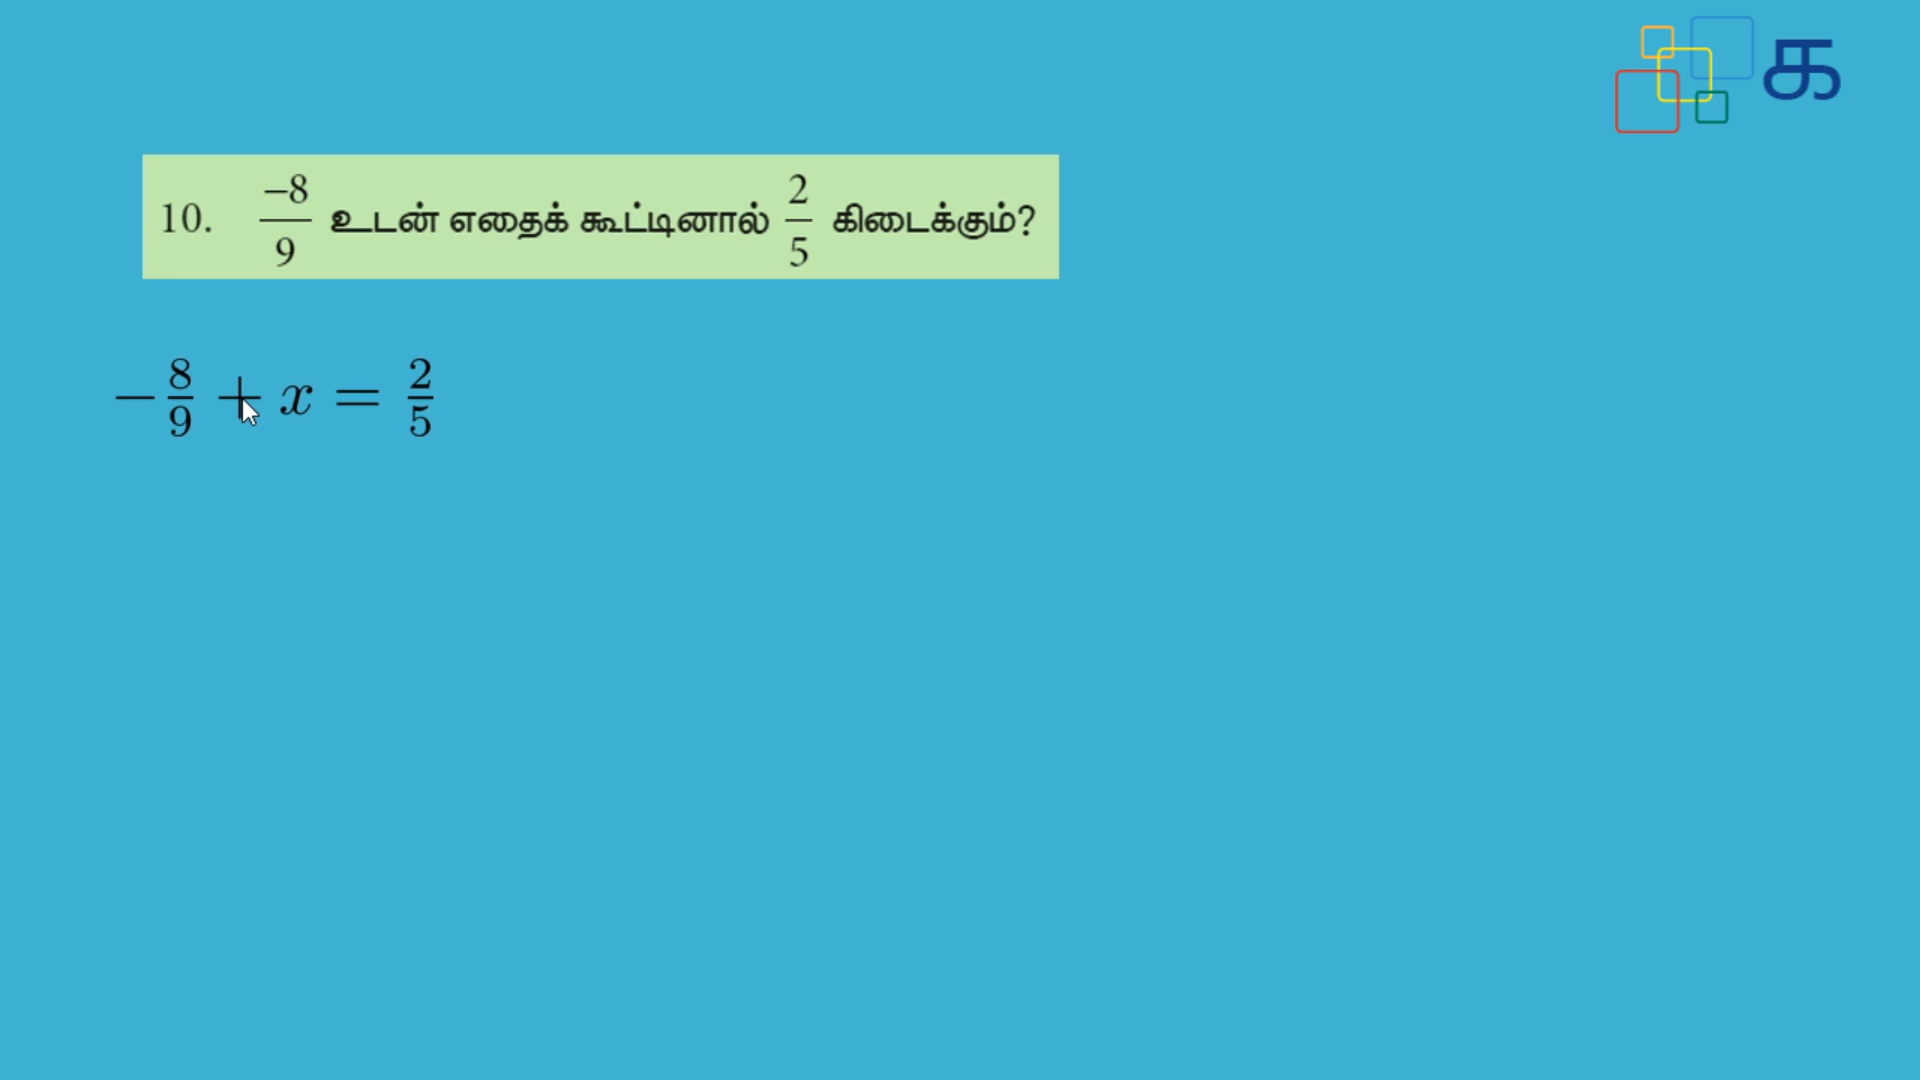 க
10. −8/9 உடன் எதைக் கூட்டினால் 2/5 கிடைக்கும்?
−8/9 + x = 2/5